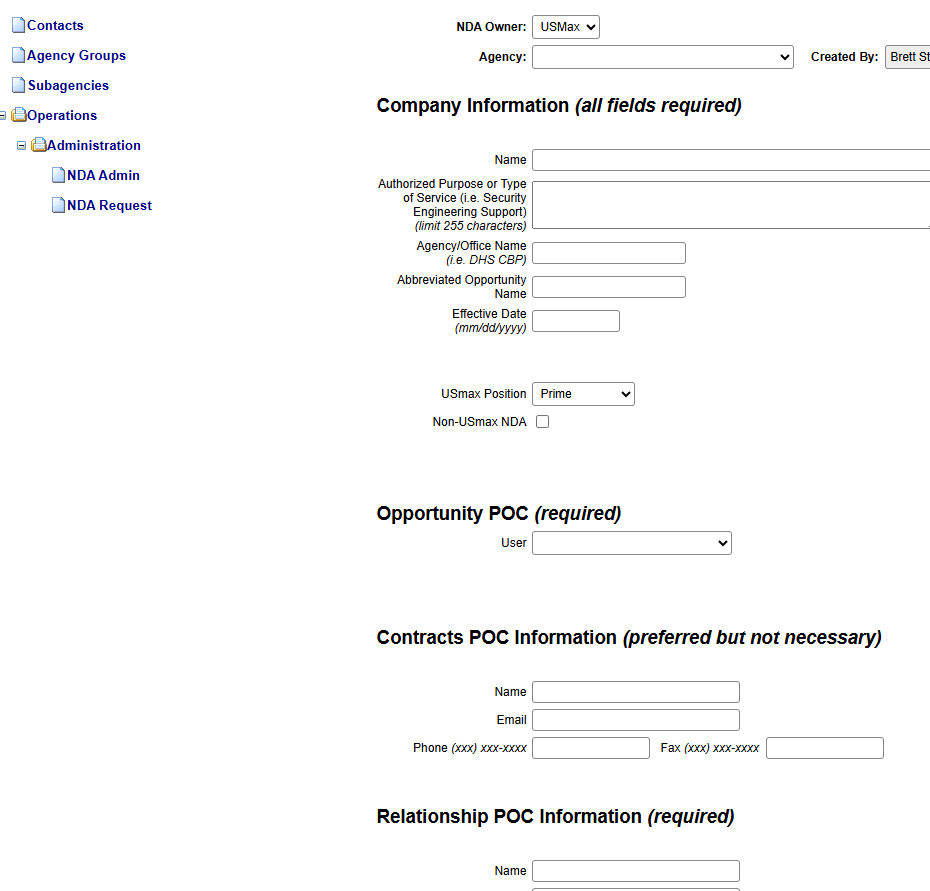 Contacts
Agency Groups
Subagencies
Operations
Administration
NDA Admin
NDA Request
NDA Owner: USMax
Agency: Created By: Brett St
Company Information (all fields required)
Name
Authorized Purpose or Type
of Service (i.e. Security
Engineering Support)
(limit 255 characters)
Agency/Office Name
(i.e. DHS CBP)
Abbreviated Opportunity
Name
Effective Date
(mm/dd/yyyy)
USmax Position Prime
Non-USmax NDA
Opportunity POC (required)
User
Contracts POC Information (preferred but not necessary)
Name
Email
Phone (xxx) xxx-xxxx Fax (xxx) xxx-xxxx
Relationship POC Information (required)
Name